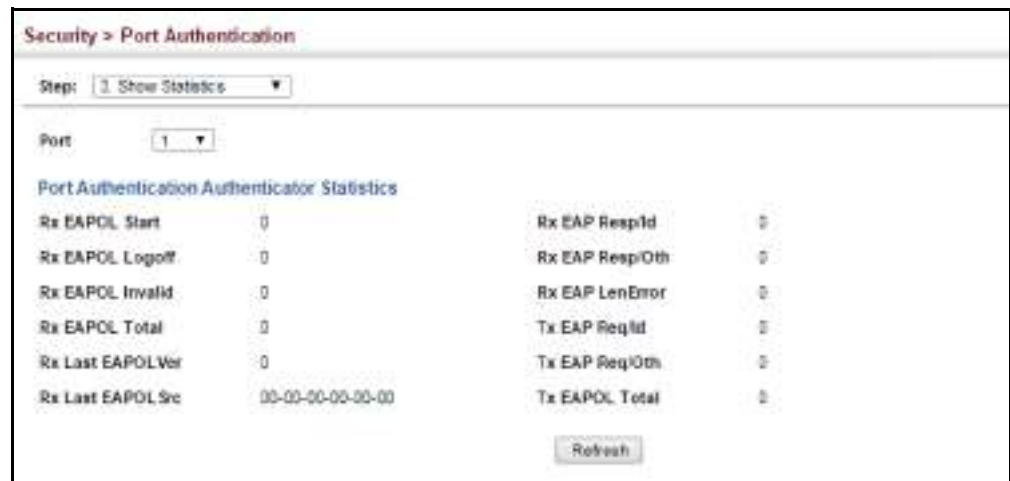 Security > Port Authentication
Step: 3. Show Statistics
Port 1
Port Authentication Authenticator Statistics
Rx EAPOL Start 0 Rx EAP Resp/Id 0
Rx EAPOL Logoff 0 Rx EAP Resp/Oth 0
Rx EAPOL Invalid 0 Rx EAP LenError 0
Rx EAPOL Total 0 Tx EAP Req/Id 0
Rx Last EAPOLVer 0 Tx EAP Req/Oth 0
Rx Last EAPOLSrc 00-00-00-00-00-00 Tx EAPOL Total 0
Refresh